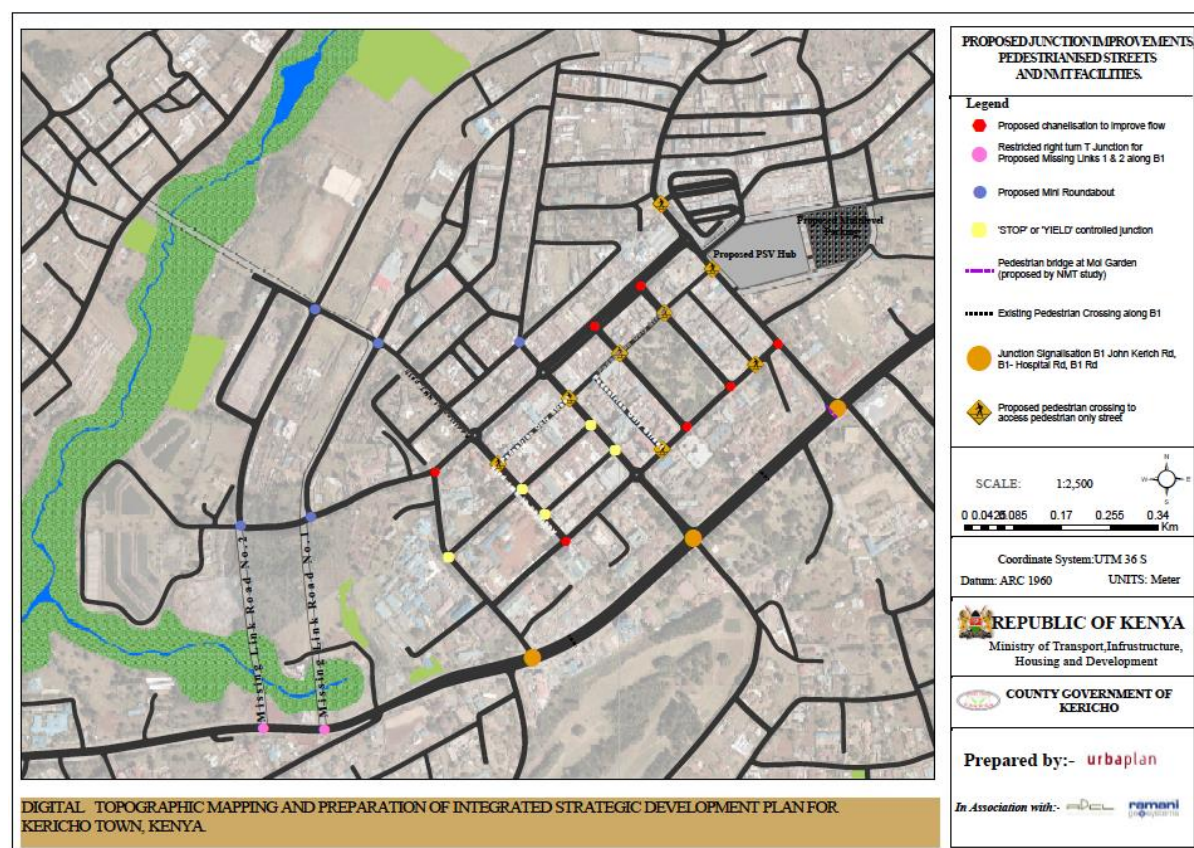 PROPOSED JUNCTION IMPROVEMENTS,
PEDESTRIANISED STREETS
AND NMT FACILITIES.
Legend
Proposed chanelisation to improve flow
Restricted right turn T Junction for
Proposed Missing Links 1 & 2 along B1
Proposed Mini Roundabout
'STOP' or 'YIELD' controlled junction
Pedestrian bridge at Moi Garden
(proposed by NMT study)
Existing Pedestrian Crossing along B1
Junction Signalisation B1 John Kerich Rd,
B1- Hospital Rd, B1 Rd
Proposed pedestrian crossing to
access pedestrian only street
SCALE: 1:2,500
N
W E
S
0 0.0425 0.085 0.17 0.255 0.34
Km
Coordinate System:UTM 36 S
Datum: ARC 1960 UNITS: Meter
REPUBLIC OF KENYA
Ministry of Transport,Infrustructure,
Housing and Development
COUNTY GOVERNMENT OF
KERICHO
Prepared by:- urbaplan
In Association with:- ramani
geosystems
Proposed Multilevel
Proposed PSV Hub
Missing Link Road No.2
Missing Link Road No.1
DIGITAL TOPOGRAPHIC MAPPING AND PREPARATION OF INTEGRATED STRATEGIC DEVELOPMENT PLAN FOR
KERICHO TOWN, KENYA.